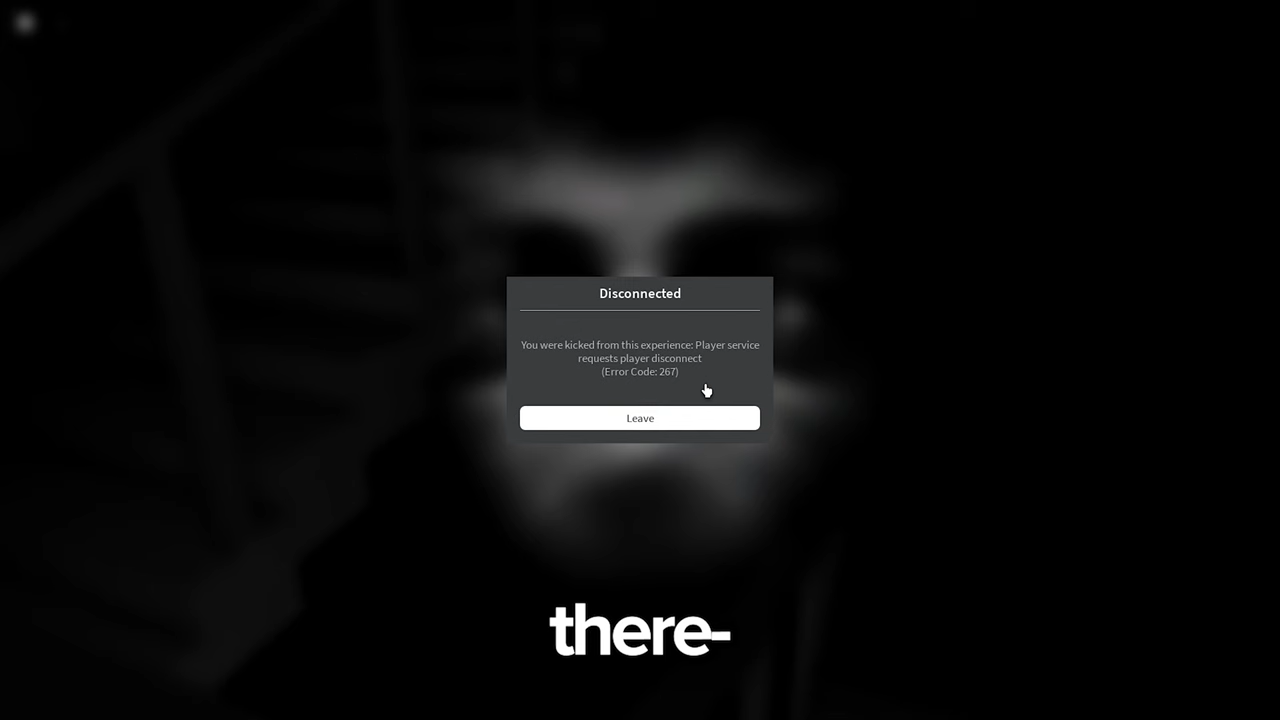 Disconnected
You were kicked from this experience: Player service
requests player disconnect
(Error Code: 267)
Leave
there-